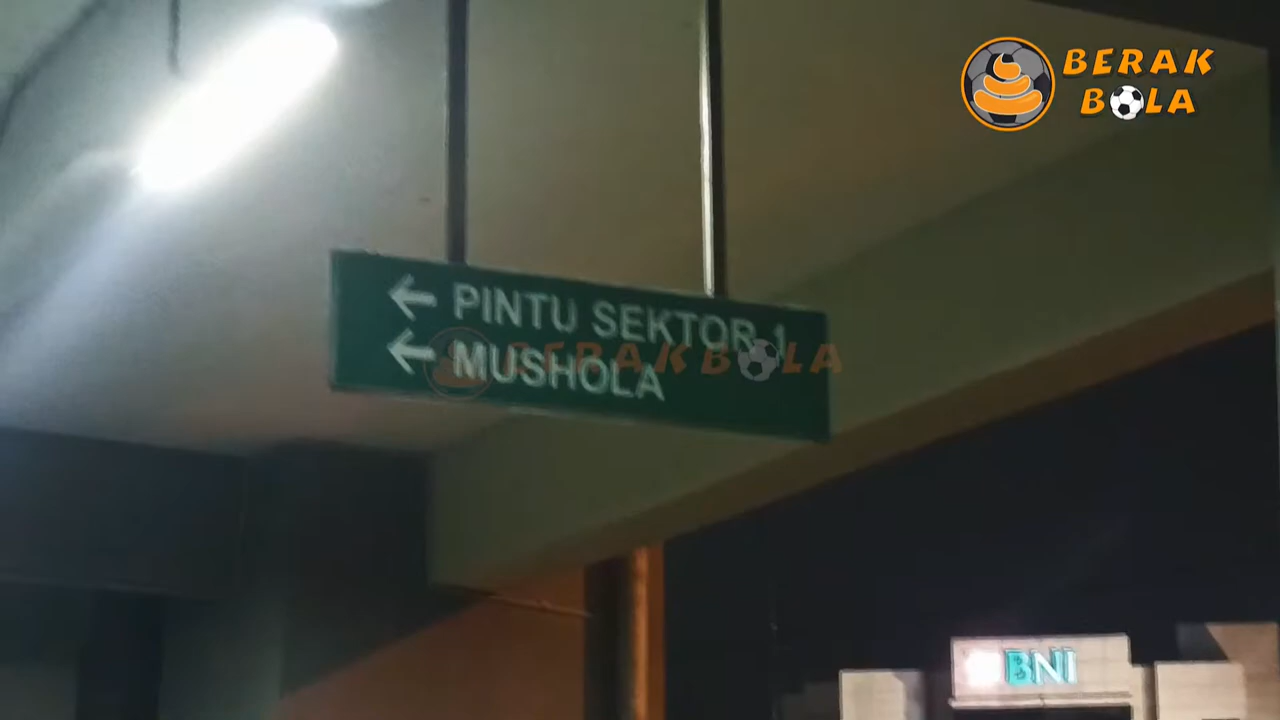 BERAK
BOLA
← PINTU SEKTOR 1
← MUSHOLA
BERAKBOLA
BNI